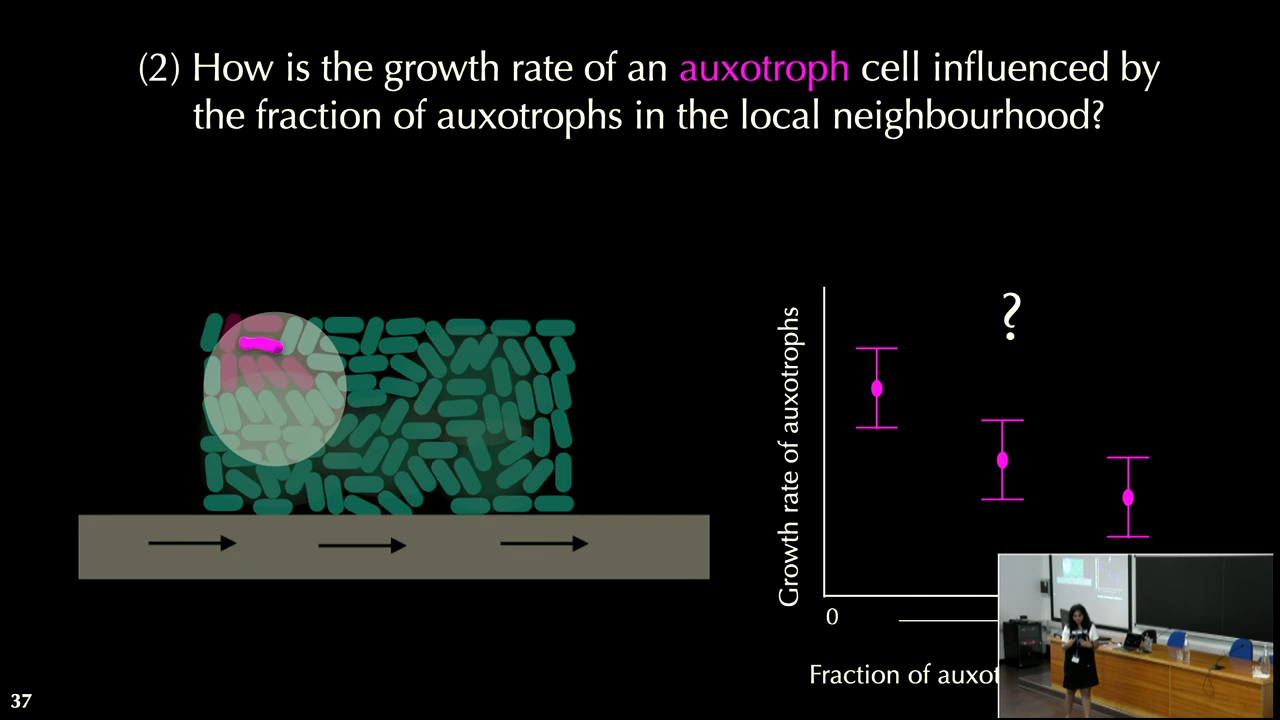 (2) How is the growth rate of an auxotroph cell influenced by
the fraction of auxotrophs in the local neighbourhood?
?
Growth rate of auxotrophs
0
Fraction of
37